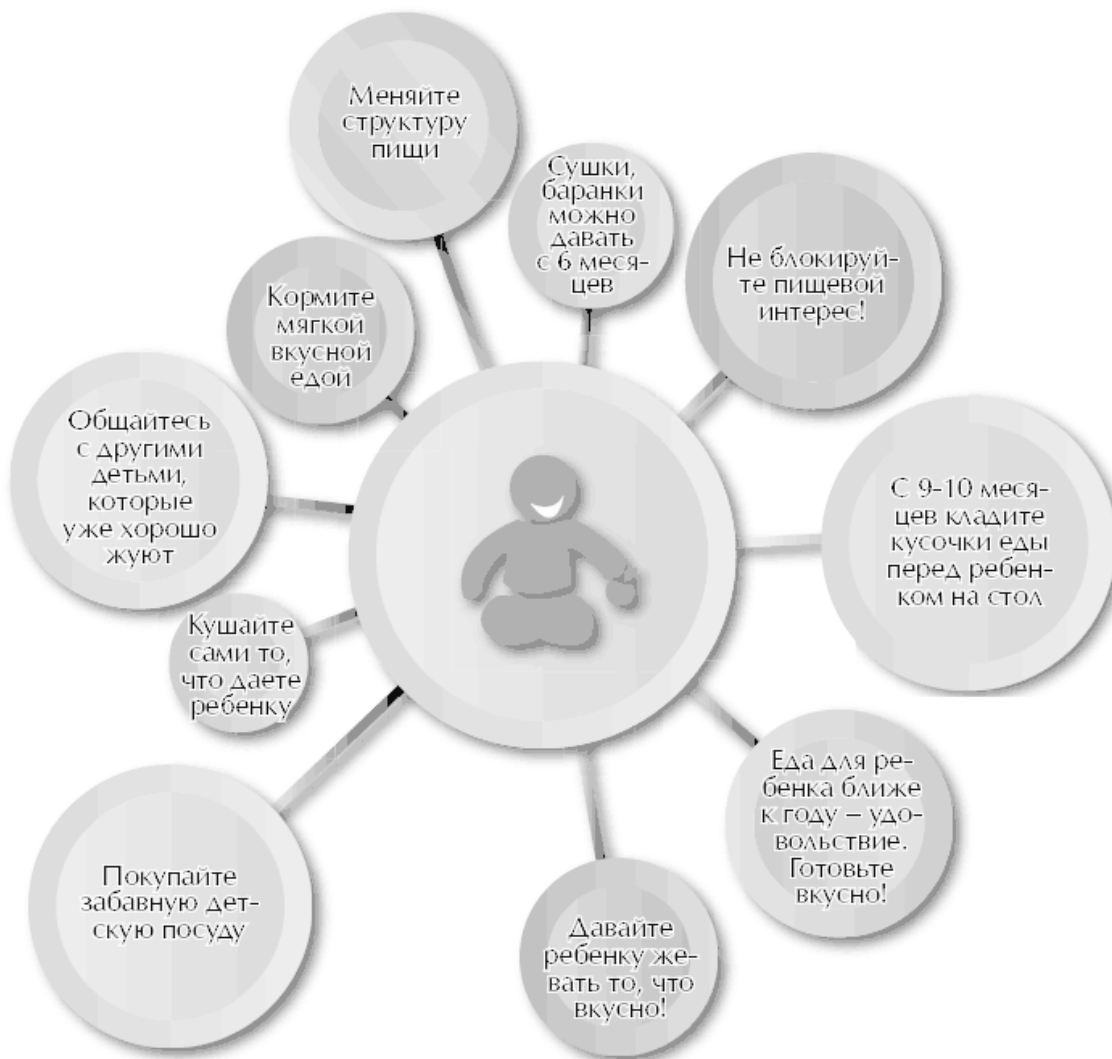 Меняйте
структуру
пищи
Сушки,
баранки
можно
давать
с 6 меся-
цев
Не блокируй-
те пищевой
интерес!
Кормите
мягкой
вкусной
едой
Общайтесь
с другими
детьми,
которые
уже хорошо
жуют
С 9-10 меся-
цев кладите
кусочки еды
перед ребен-
ком на стол
Кушайте
сами то,
что даете
ребенку
Еда для ре-
бенка ближе
к году – удо-
вольствие.
Готовьте
вкусно!
Покупайте
забавную дет-
скую посуду
Давайте
ребенку же-
вать то, что
вкусно!